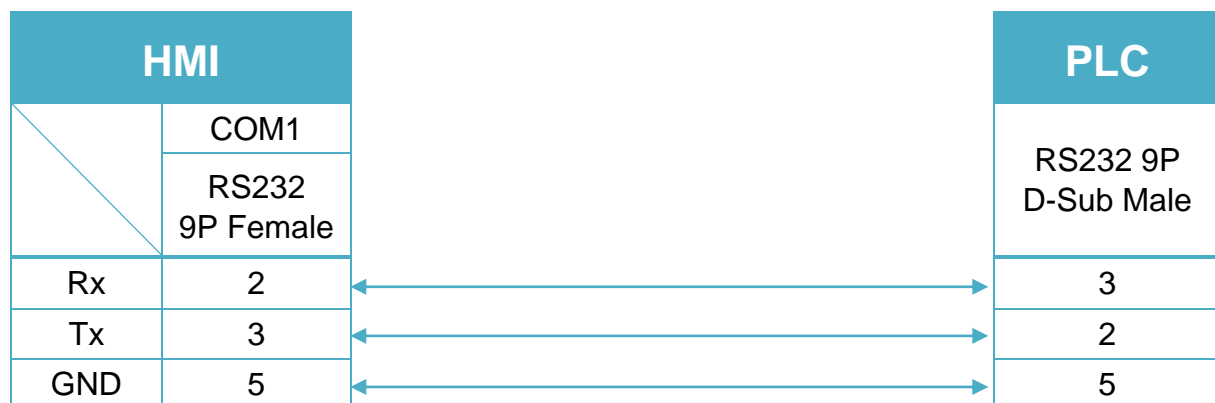 HMI
PLC
COM1
RS232
9P Female
RS232 9P
D-Sub Male
Rx 2 3
Tx 3 2
GND 5 5